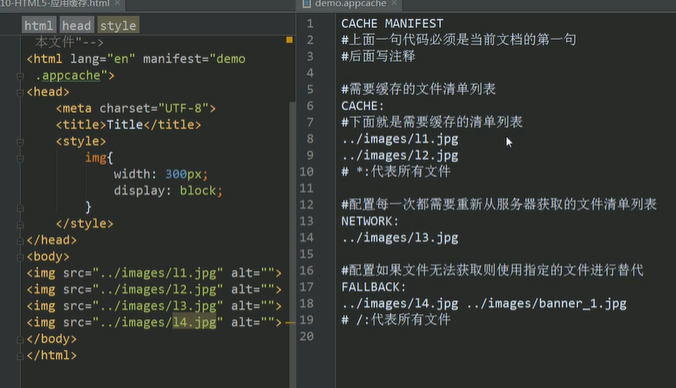 10-HTML5-应用缓存.html
html head style
本文件"-->
<html lang="en" manifest="demo
.appcache">
<head>
<meta charset="UTF-8">
<title>Title</title>
<style>
img{
width: 300px;
display: block;
}
</style>
</head>
<body>
<img src="../images/l1.jpg" alt="">
<img src="../images/l2.jpg" alt="">
<img src="../images/l3.jpg" alt="">
<img src="../images/l4.jpg" alt="">
</body>
</html>
demo.appcache
1 CACHE MANIFEST
2 #上面一句代码必须是当前文档的第一句
3 #后面写注释
4
5 #需要缓存的文件清单列表
6 CACHE:
7 #下面就是需要缓存的清单列表
8 ../images/l1.jpg
9 ../images/l2.jpg
10 # *:代表所有文件
11
12 #配置每一次都需要重新从服务器获取的文件清单列表
13 NETWORK:
14 ../images/l3.jpg
15
16 #配置如果文件无法获取则使用指定的文件进行替代
17 FALLBACK:
18 ../images/l4.jpg ../images/banner_1.jpg
19 # /:代表所有文件
20